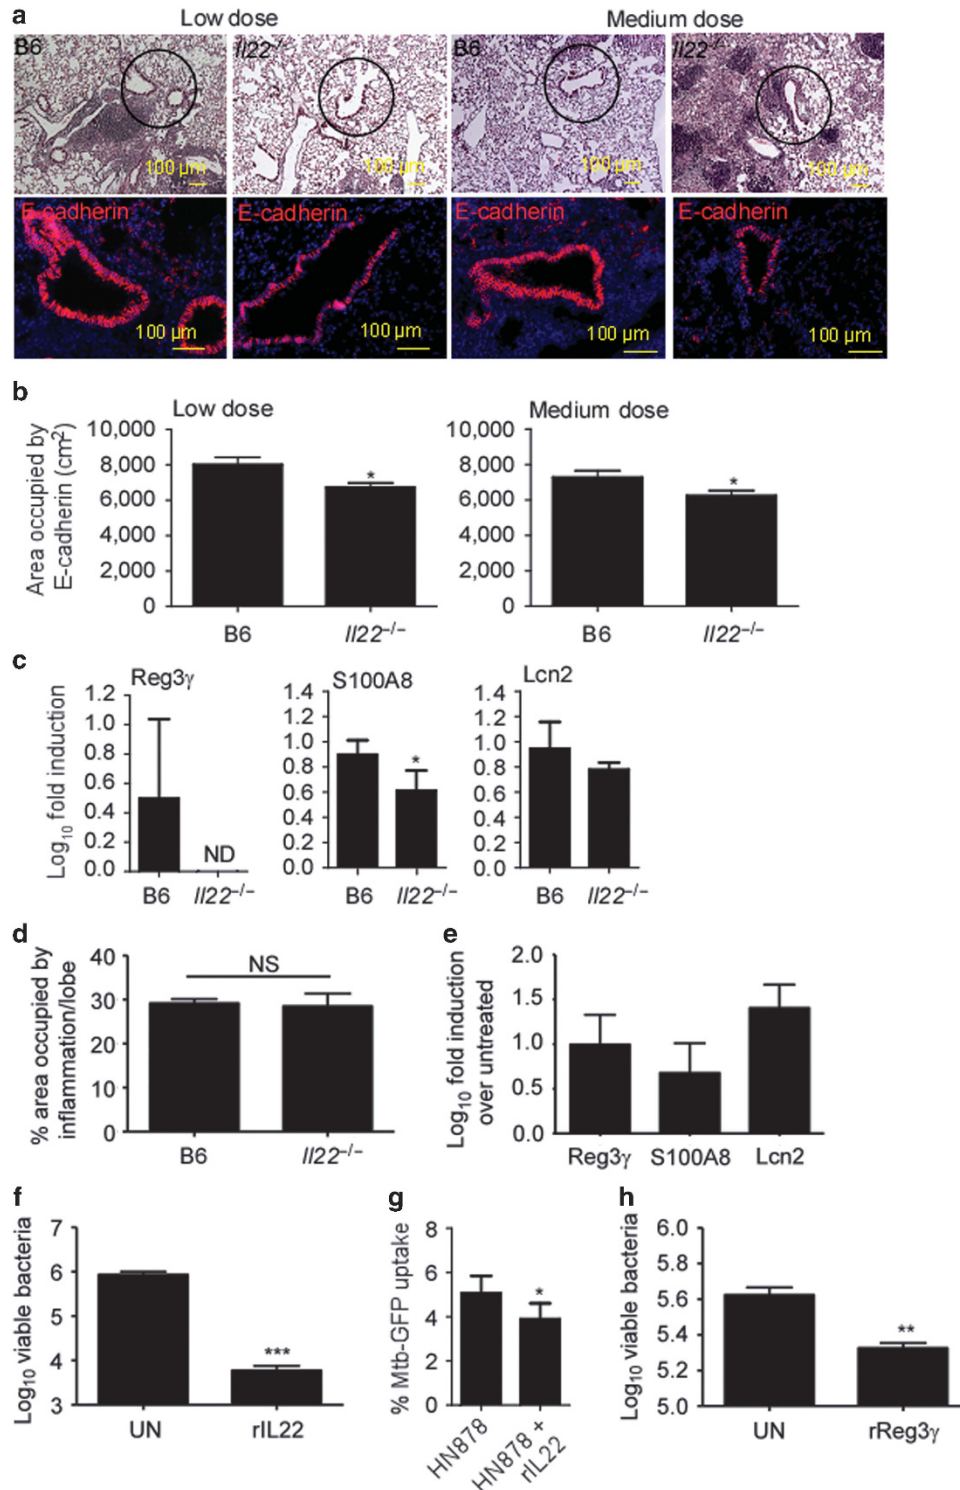 a
Low dose
Medium dose
B6
Il22⁻/⁻
B6
Il22⁻/⁻
100 µm
100 µm
100 µm
100 µm
E-cadherin
E-cadherin
E-cadherin
E-cadherin
100 µm
100 µm
100 µm
100 µm
b
Low dose
Medium dose
Area occupied by
E-cadherin (cm²)
10,000
8,000
6,000
4,000
2,000
0
*
B6
Il22⁻/⁻
10,000
8,000
6,000
4,000
2,000
0
*
B6
Il22⁻/⁻
c
Log₁₀ fold induction
Reg3γ
1.2
1.0
0.8
0.6
0.4
0.2
0.0
ND
B6
Il22⁻/⁻
S100A8
1.4
1.2
1.0
0.8
0.6
0.4
0.2
0.0
*
B6
Il22⁻/⁻
Lcn2
1.4
1.2
1.0
0.8
0.6
0.4
0.2
0.0
B6
Il22⁻/⁻
d
% area occupied by
inflammation/lobe
40
30
20
10
0
NS
B6
Il22⁻/⁻
e
Log₁₀ fold induction
over untreated
2.0
1.5
1.0
0.5
0.0
Reg3γ
S100A8
Lcn2
f
Log₁₀ viable bacteria
7
6
5
4
3
***
UN
rIL22
g
% Mtb-GFP uptake
8
6
4
2
0
*
HN878
HN878 +
rIL22
h
Log₁₀ viable bacteria
6.0
5.8
5.6
5.4
5.2
5.0
**
UN
rReg3γ